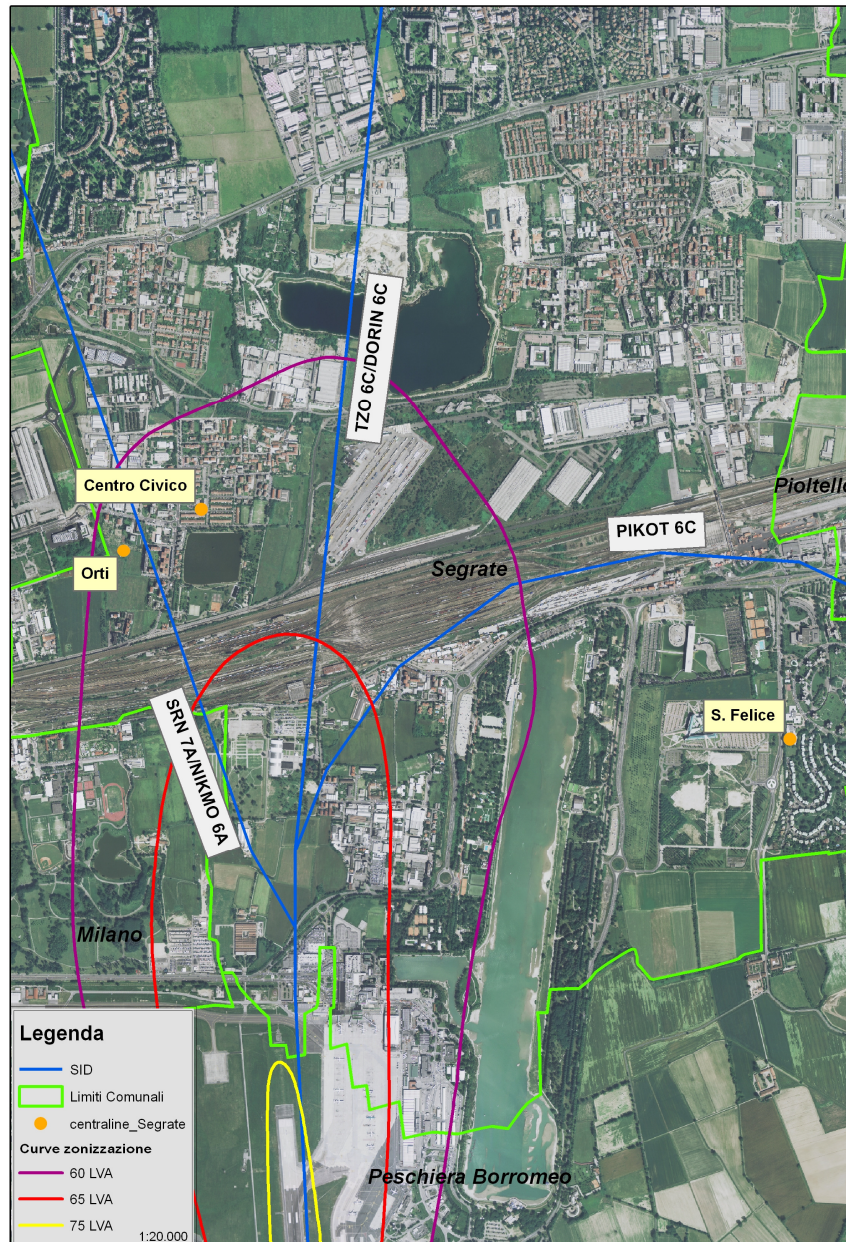 TZO 6C/DORIN 6C
Centro Civico
Pioltello
PIKOT 6C
Segrate
Orti
SRN 7A/NIKMO 6A
S. Felice
Milano
Peschiera Borromeo
Legenda
SID
Limiti Comunali
centraline_Segrate
Curve zonizzazione
60 LVA
65 LVA
75 LVA
1:20.000